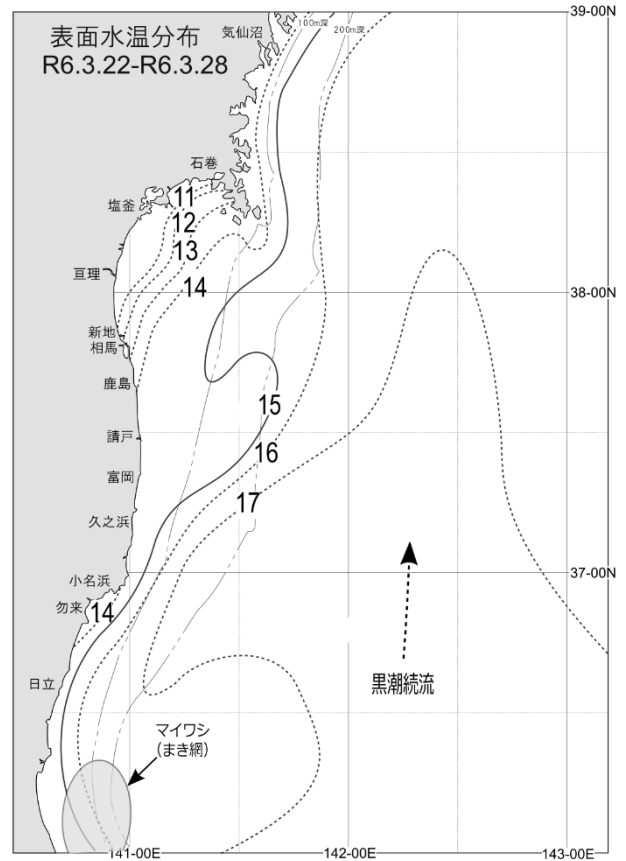 表面水温分布
R6.3.22-R6.3.28
気仙沼
100m深
200m深
39-00N
石巻
塩釜
11
12
13
14
亘理
38-00N
新地
相馬
鹿島
15
請戸
16
富岡
17
久之浜
37-00N
小名浜
勿来
14
日立
黒潮続流
マイワシ
(まき網)
141-00E
142-00E
143-00E